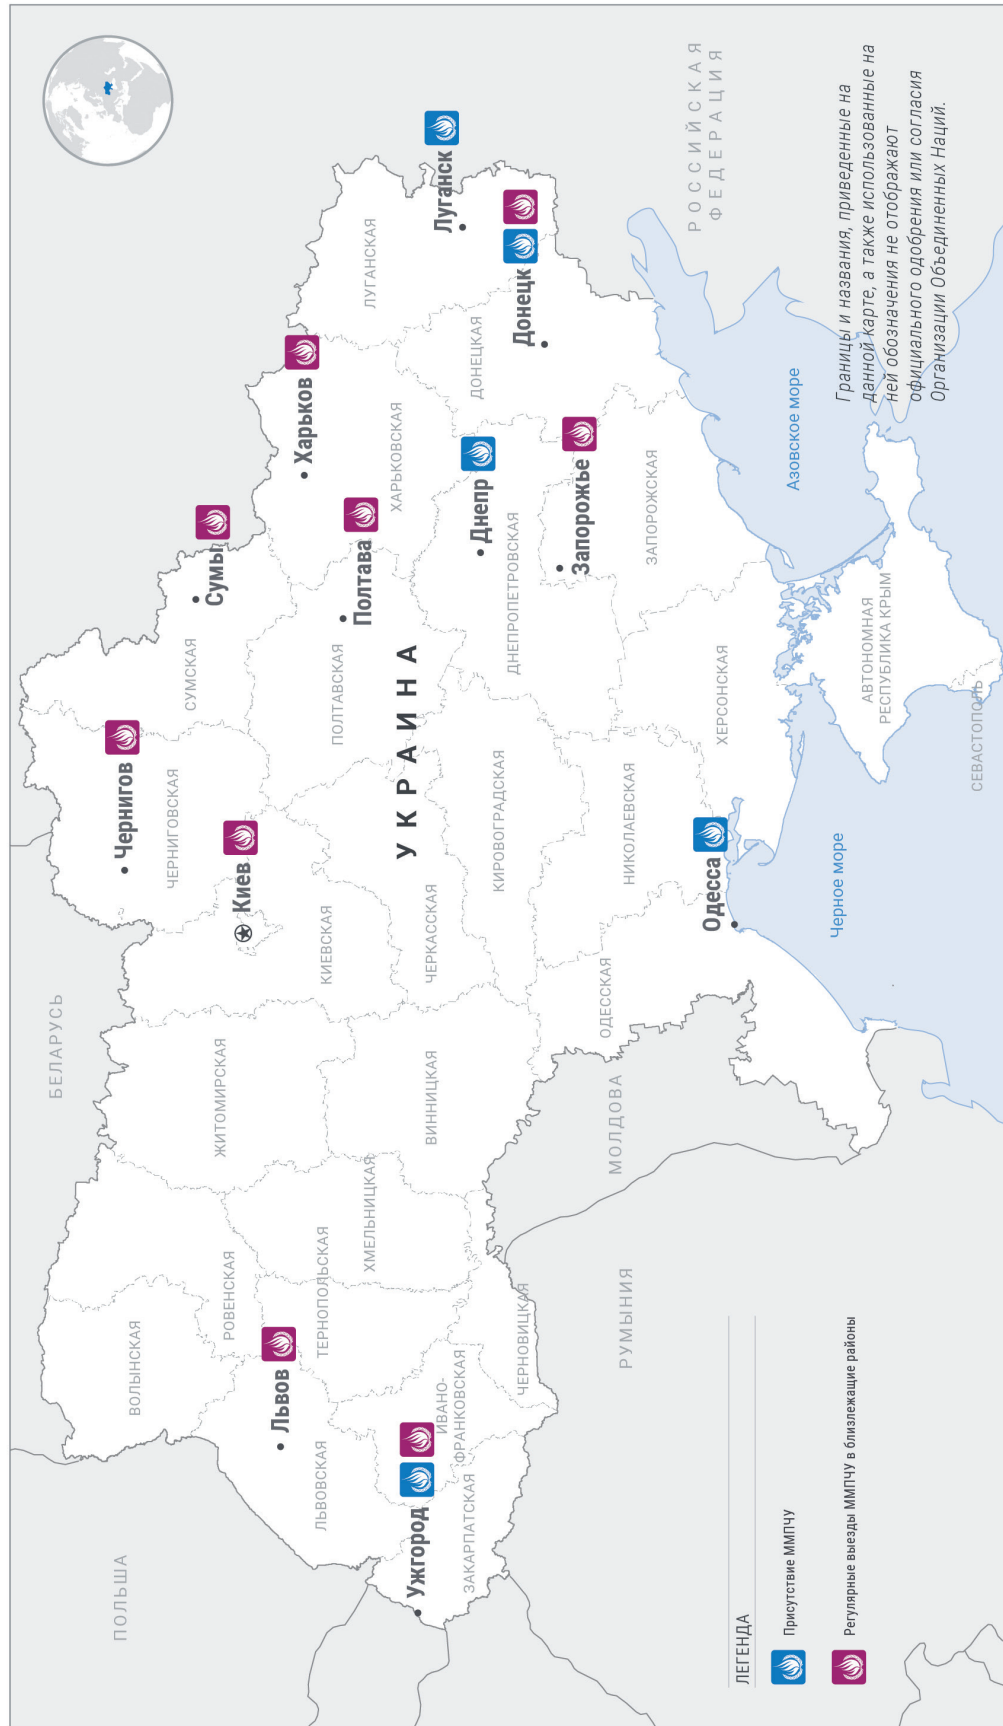 ПОЛЬША
БЕЛАРУСЬ
РОССИЙСКАЯ
ФЕДЕРАЦИЯ
МОЛДОВА
РУМЫНИЯ
УКРАИНА
ВОЛЫНСКАЯ
РОВЕНСКАЯ
ЖИТОМИРСКАЯ
Чернигов
ЧЕРНИГОВСКАЯ
Сумы
СУМСКАЯ
Киев
КИЕВСКАЯ
Львов
ЛЬВОВСКАЯ
ТЕРНОПОЛЬСКАЯ
ХМЕЛЬНИЦКАЯ
ВИННИЦКАЯ
ЧЕРКАССКАЯ
Полтава
ПОЛТАВСКАЯ
Харьков
ХАРЬКОВСКАЯ
ЛУГАНСКАЯ
Луганск
Ужгород
ЗАКАРПАТСКАЯ
ИВАНО-
ФРАНКОВСКАЯ
ЧЕРНОВИЦКАЯ
КИРОВОГРАДСКАЯ
Днепр
ДНЕПРОПЕТРОВСКАЯ
ДОНЕЦКАЯ
Донецк
Запорожье
ЗАПОРОЖСКАЯ
ОДЕССКАЯ
НИКОЛАЕВСКАЯ
Одесса
ХЕРСОНСКАЯ
Азовское море
Черное море
АВТОНОМНАЯ
РЕСПУБЛИКА КРЫМ
СЕВАСТОПОЛЬ
ЛЕГЕНДА
Присутствие ММПЧУ
Регулярные выезды ММПЧУ в близлежащие районы
Границы и названия, приведенные на
данной карте, а также использованные на
ней обозначения не отображают
официального одобрения или согласия
Организации Объединенных Наций.